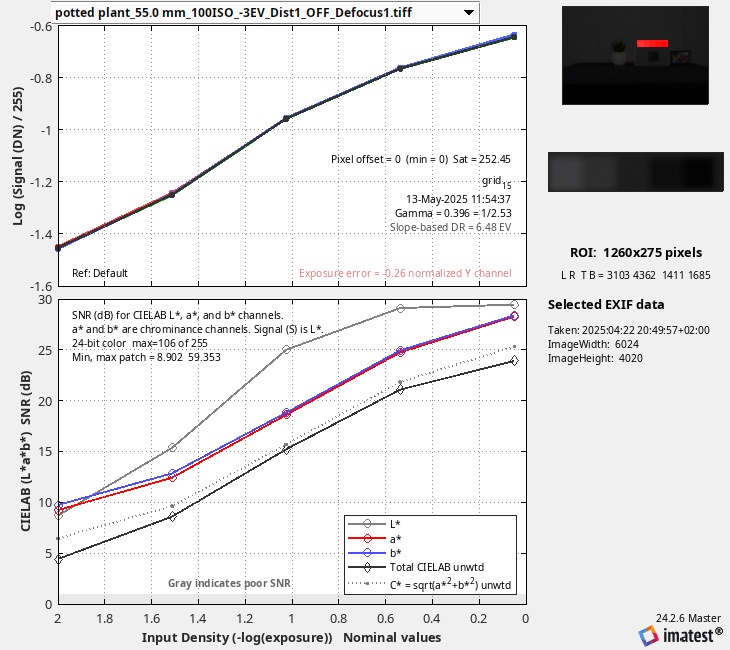 potted plant_55.0 mm_100ISO_-3EV_Dist1_OFF_Defocus1.tiff
-0.6
-0.8
-1
-1.2
-1.4
-1.6
Log (Signal (DN) / 255)
Pixel offset = 0 (min = 0) Sat = 252.45
grid_15
13-May-2025 11:54:37
Gamma = 0.396 = 1/2.53
Slope-based DR = 6.48 EV
Ref: Default
Exposure error = -0.26 normalized Y channel
ROI: 1260x275 pixels
L R T B = 3103 4362 1411 1685
Selected EXIF data
Taken: 2025:04:22 20:49:57+02:00
ImageWidth: 6024
ImageHeight: 4020
30
25
20
15
10
5
0
CIELAB (L*a*b*) SNR (dB)
SNR (dB) for CIELAB L*, a*, and b* channels.
a* and b* are chrominance channels. Signal (S) is L*.
24-bit color max=106 of 255
Min, max patch = 8.902 59.353
L*
a*
b*
Total CIELAB unwtd
C* = sqrt(a*²+b*²) unwtd
Gray indicates poor SNR
2 1.8 1.6 1.4 1.2 1 0.8 0.6 0.4 0.2 0
Input Density (-log(exposure)) Nominal values
24.2.6 Master
imatest®